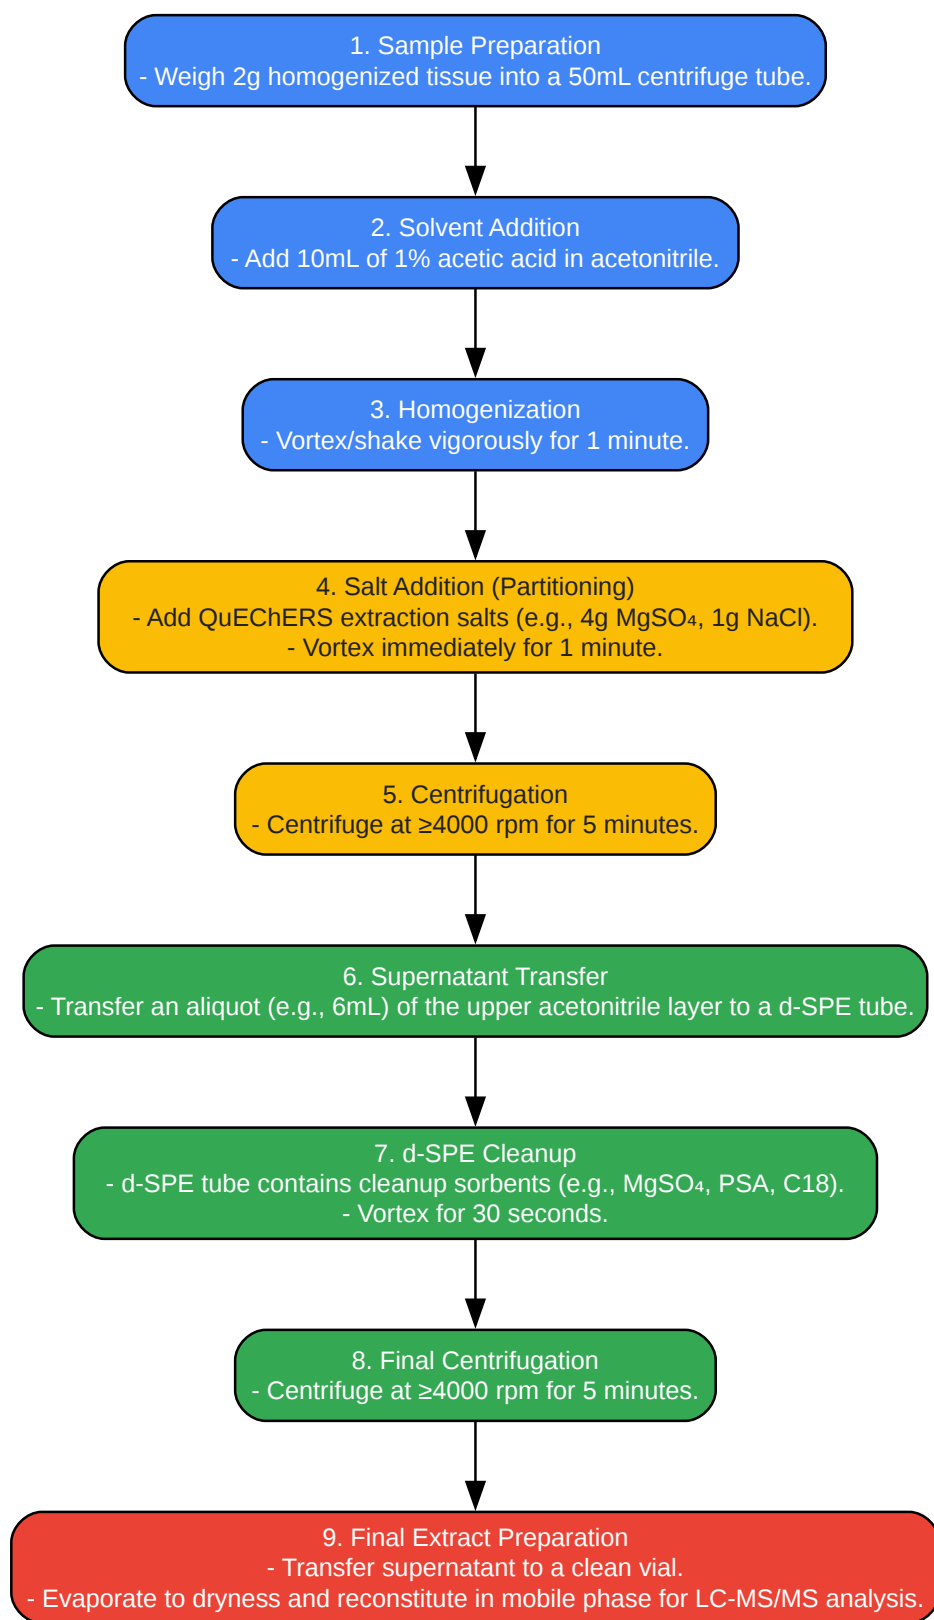 1. Sample Preparation
- Weigh 2g homogenized tissue into a 50mL centrifuge tube.
2. Solvent Addition
- Add 10mL of 1% acetic acid in acetonitrile.
3. Homogenization
- Vortex/shake vigorously for 1 minute.
4. Salt Addition (Partitioning)
- Add QuEChERS extraction salts (e.g., 4g MgSO₄, 1g NaCl).
- Vortex immediately for 1 minute.
5. Centrifugation
- Centrifuge at ≥4000 rpm for 5 minutes.
6. Supernatant Transfer
- Transfer an aliquot (e.g., 6mL) of the upper acetonitrile layer to a d-SPE tube.
7. d-SPE Cleanup
- d-SPE tube contains cleanup sorbents (e.g., MgSO₄, PSA, C18).
- Vortex for 30 seconds.
8. Final Centrifugation
- Centrifuge at ≥4000 rpm for 5 minutes.
9. Final Extract Preparation
- Transfer supernatant to a clean vial.
- Evaporate to dryness and reconstitute in mobile phase for LC-MS/MS analysis.